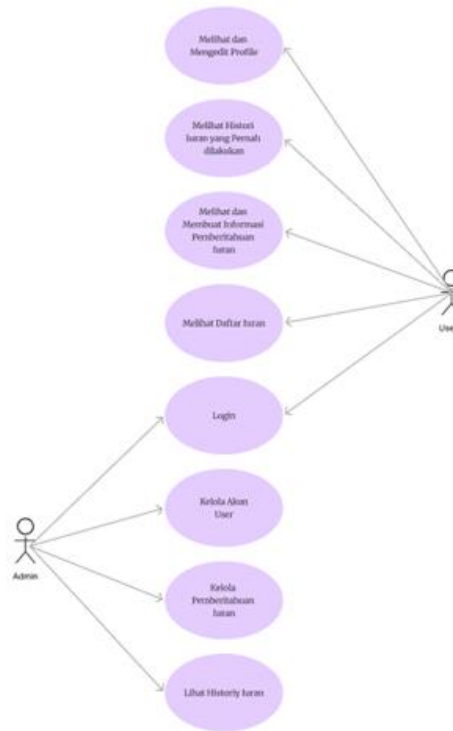 Melihat dan
Mengedit Profile
Melihat Histori
Iuran yang Pernah
dilakukan
Melihat dan
Membuat Informasi
Pemberitahuan
Iuran
Melihat Daftar Iuran
User
Login
Kelola Akun
User
Admin
Kelola
Pemberitahuan
Iuran
Lihat Historiy Iuran